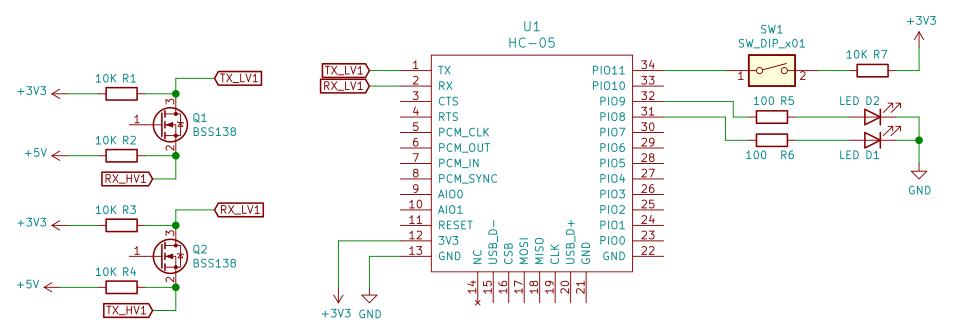 10K R1
TX_LV1
+3V3
3
1
Q1
BSS138
10K R2
2
+5V
RX_HV1
10K R3
RX_LV1
+3V3
3
1
Q2
BSS138
10K R4
2
+5V
TX_HV1
U1
HC-05
TX_LV1 1 TX
RX_LV1 2 RX
3 CTS
4 RTS
5 PCM_CLK
6 PCM_OUT
7 PCM_IN
8 PCM_SYNC
9 AIO0
10 AIO1
11 RESET
12 3V3
13 GND
PIO11 34
PIO10 33
PIO9 32
PIO8 31
PIO7 30
PIO6 29
PIO5 28
PIO4 27
PIO3 26
PIO2 25
PIO1 24
PIO0 23
GND 22
NC 14
USB_D- 15
CSB 16
MOSI 17
MISO 18
CLK 19
USB_D+ 20
GND 21
+3V3 GND
SW1
SW_DIP_x01
1 2
10K R7
+3V3
100 R5
LED D2
100 R6
LED D1
GND